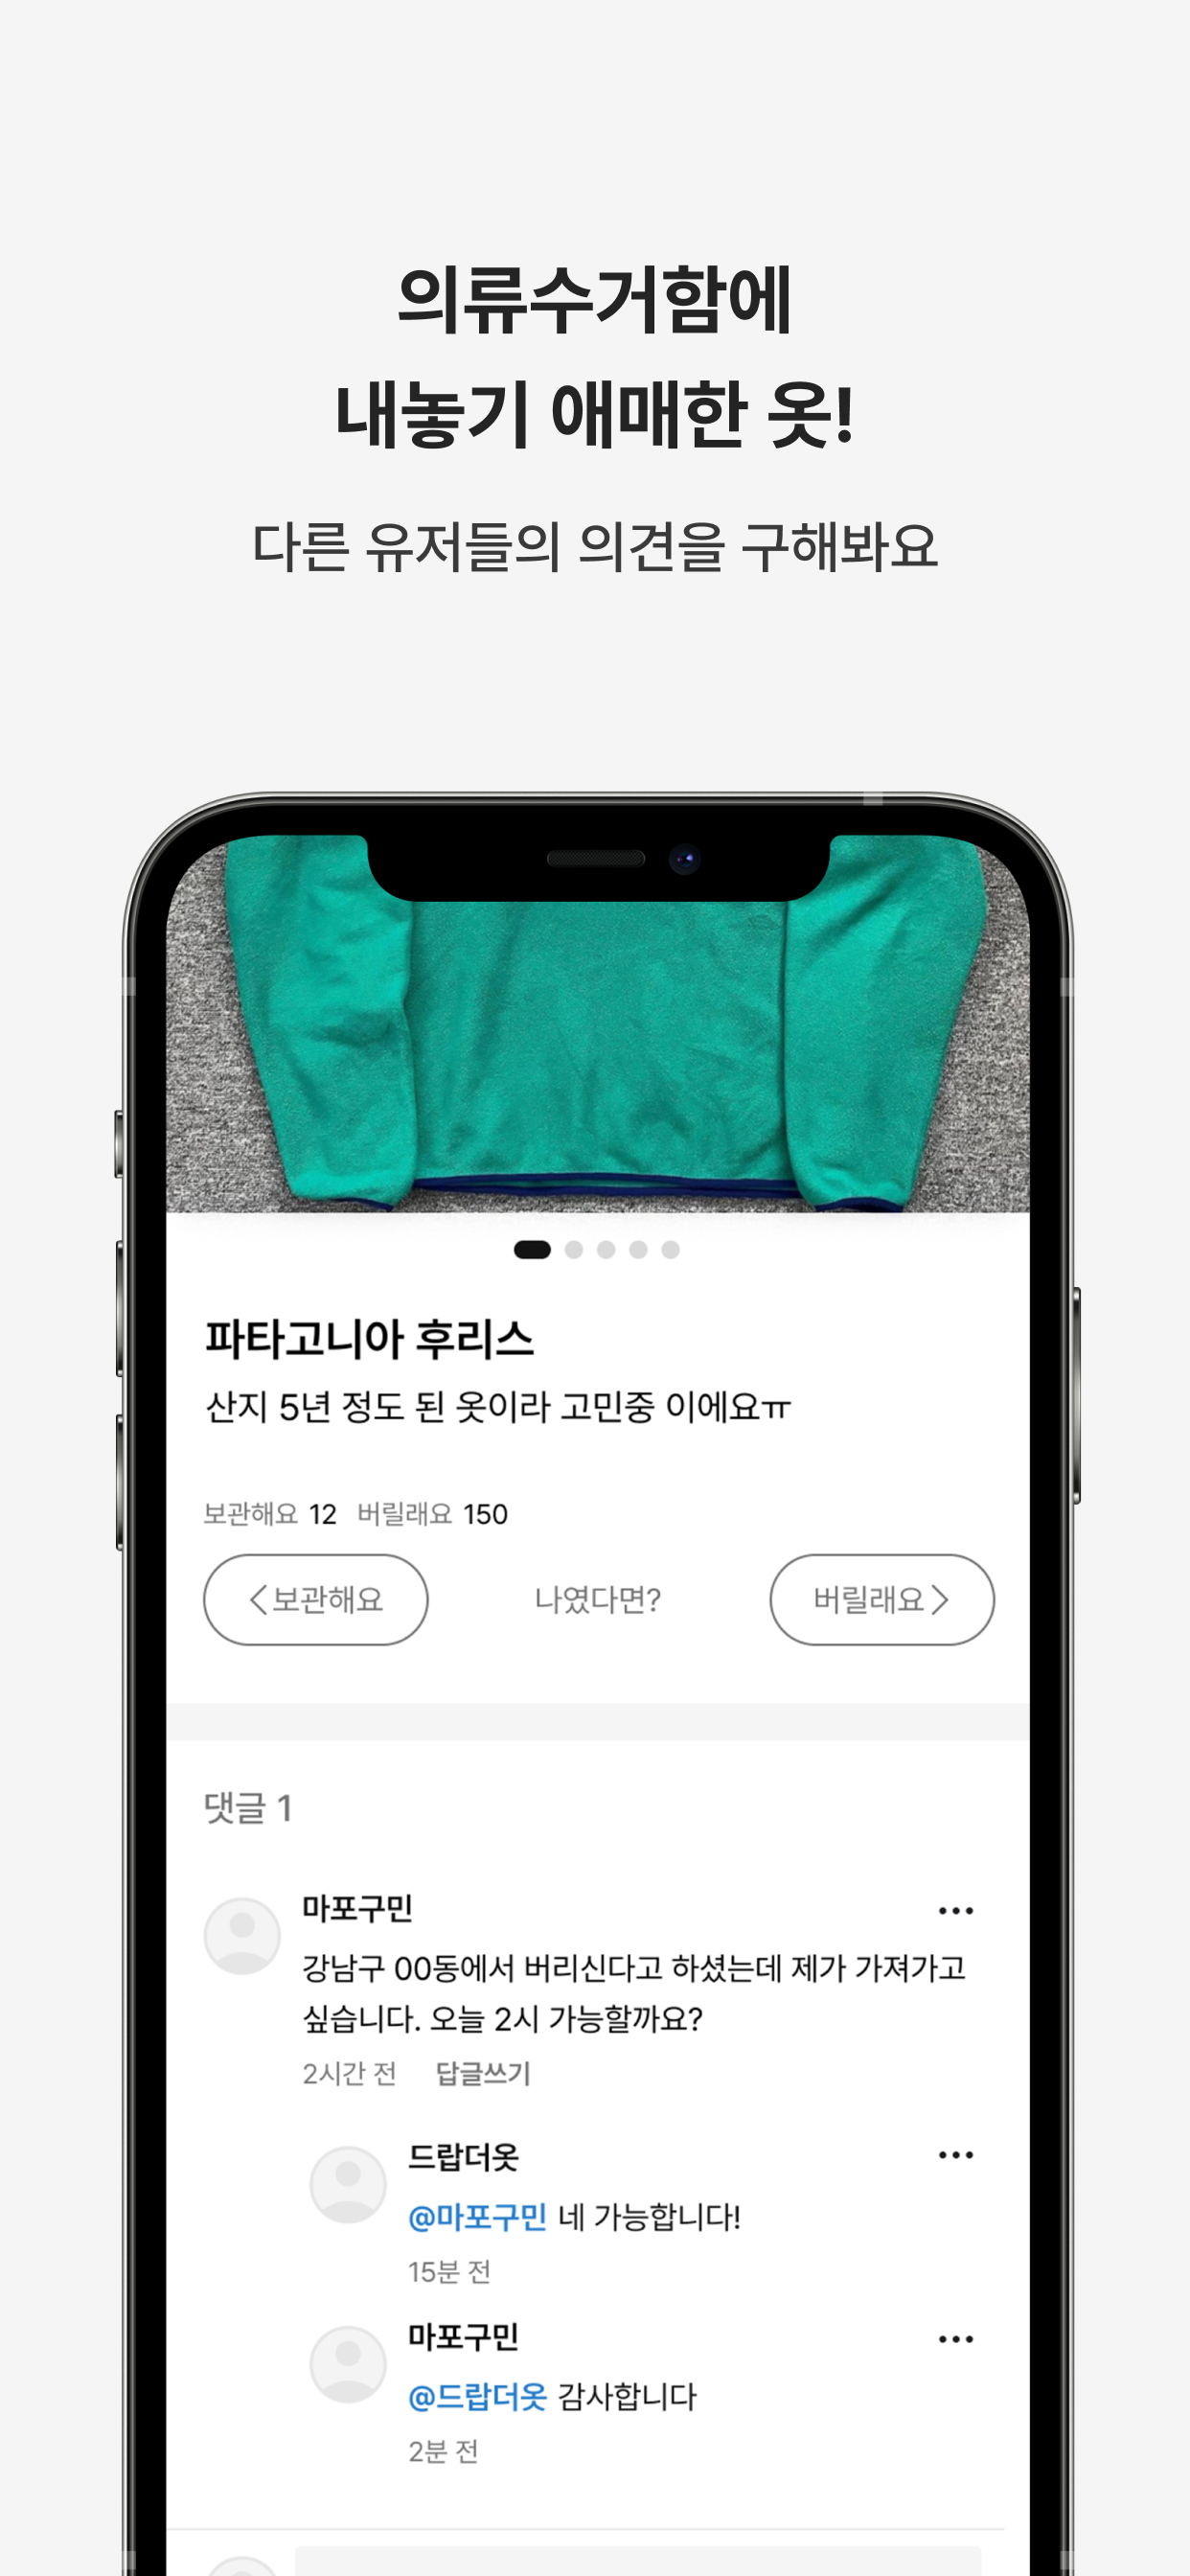 의류수거함에
내놓기 애매한 옷!
다른 유저들의 의견을 구해봐요
파타고니아 후리스
산지 5년 정도 된 옷이라 고민중 이에요ㅠ
보관해요 12 버릴래요 150
보관해요 나였다면? 버릴래요
댓글 1
마포구민
강남구 00동에서 버리신다고 하셨는데 제가 가져가고
싶습니다. 오늘 2시 가능할까요?
2시간 전 답글쓰기
드랍더옷
@마포구민 네 가능합니다!
15분 전
마포구민
@드랍더옷 감사합니다
2분 전